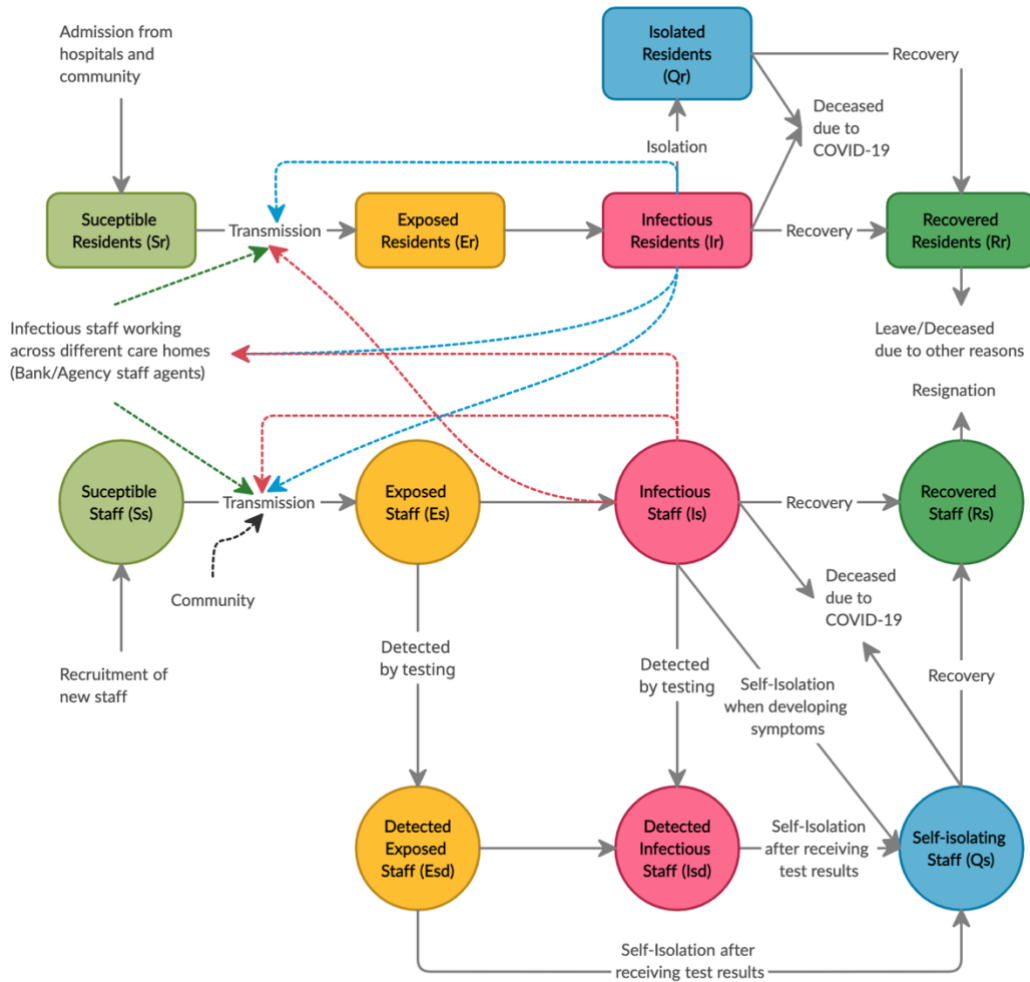 Admission from
hospitals and
community
Isolated
Residents
(Qr)
Recovery
Deceased
due to
COVID-19
Isolation
Suceptible
Residents (Sr)
Transmission
Exposed
Residents (Er)
Infectious
Residents (Ir)
Recovery
Recovered
Residents (Rr)
Infectious staff working
across different care homes
(Bank/Agency staff agents)
Leave/Deceased
due to other reasons
Resignation
Suceptible
Staff (Ss)
Transmission
Exposed
Staff (Es)
Infectious
Staff (Is)
Recovery
Recovered
Staff (Rs)
Community
Deceased
due to
COVID-19
Recruitment of
new staff
Detected
by testing
Detected
by testing
Self-Isolation
when developing
symptoms
Recovery
Detected
Exposed
Staff (Esd)
Detected
Infectious
Staff (Isd)
Self-Isolation
after receiving
test results
Self-isolating
Staff (Qs)
Self-Isolation after
receiving test results